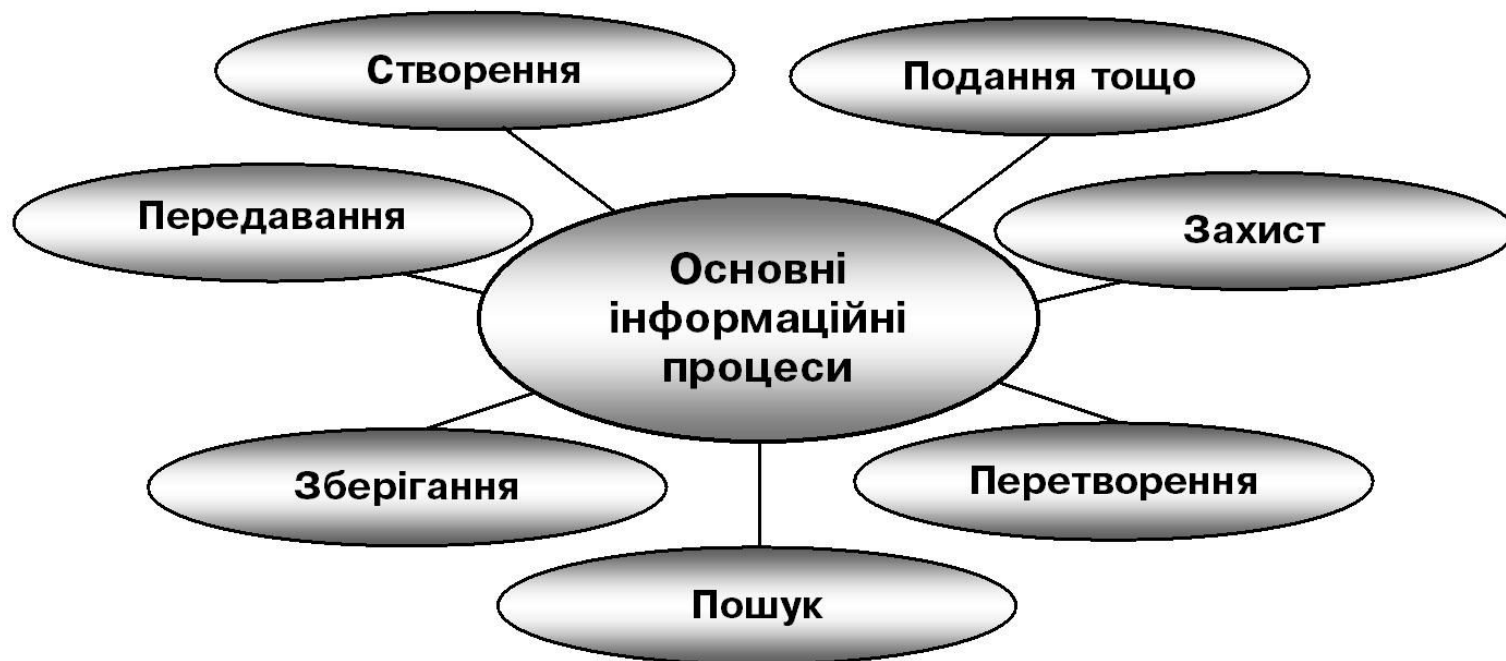 Створення
Подання тощо
Передавання
Захист
Основні
інформаційні
процеси
Зберігання
Перетворення
Пошук